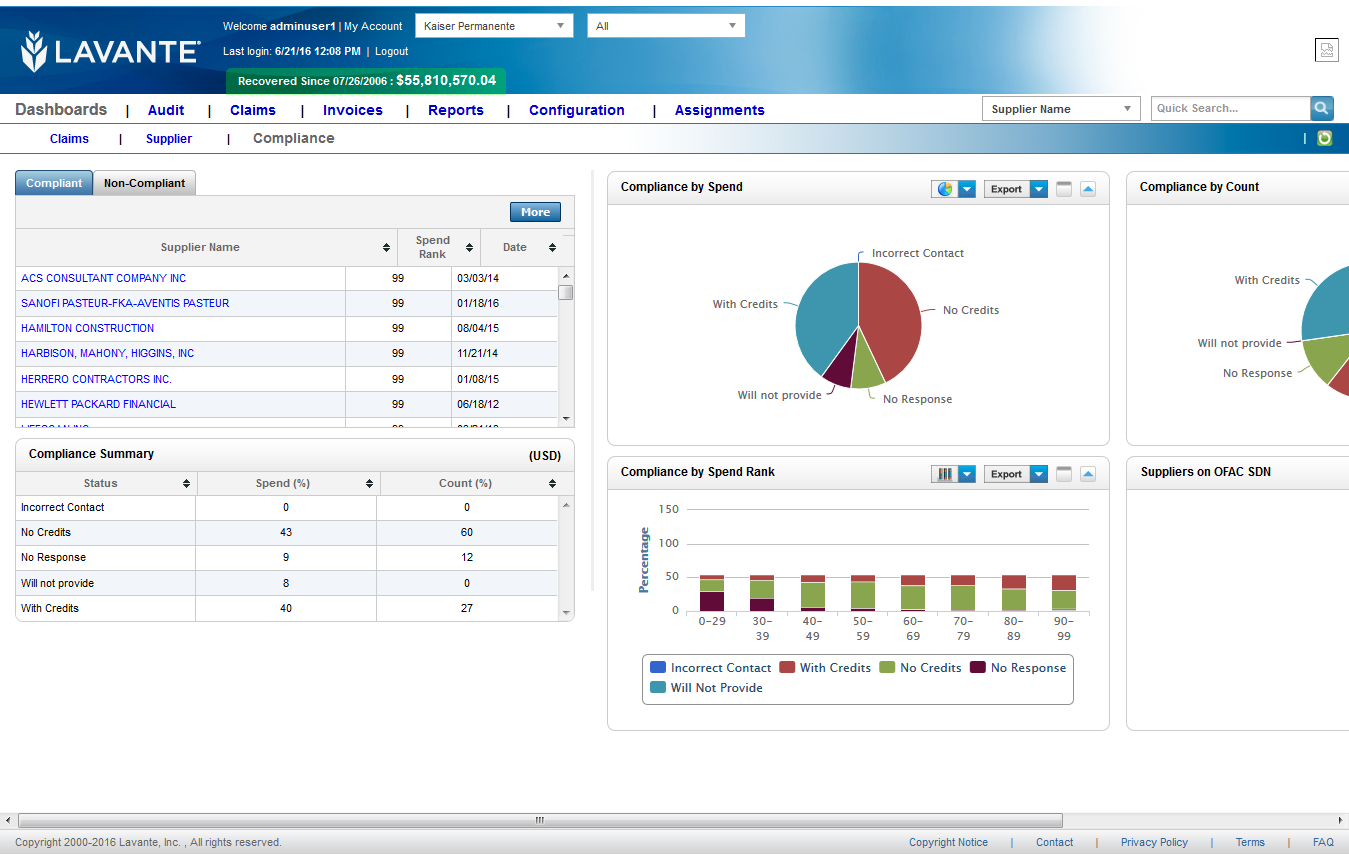 Welcome adminuser1 | My Account Kaiser Permanente All
LAVANTE
Last login: 6/21/16 12:08 PM | Logout
Recovered Since 07/26/2006 : $55,810,570.04
Dashboards | Audit | Claims | Invoices | Reports | Configuration | Assignments Supplier Name Quick Search...
Claims | Supplier | Compliance |
Compliant Non-Compliant
More
Supplier Name Spend Rank Date
ACS CONSULTANT COMPANY INC 99 03/03/14
SANOFI PASTEUR-FKA-AVENTIS PASTEUR 99 01/18/16
HAMILTON CONSTRUCTION 99 08/04/15
HARBISON, MAHONY, HIGGINS, INC 99 11/21/14
HERRERO CONTRACTORS INC. 99 01/08/15
HEWLETT PACKARD FINANCIAL 99 06/18/12
Compliance Summary (USD)
Status Spend (%) Count (%)
Incorrect Contact 0 0
No Credits 43 60
No Response 9 12
Will not provide 8 0
With Credits 40 27
Compliance by Spend Export
Incorrect Contact
With Credits
No Credits
Will not provide
No Response
Compliance by Count
With Credits
Will not provide
No Response
Compliance by Spend Rank Export
Percentage
150
100
50
0
0-29 30-39 40-49 50-59 60-69 70-79 80-89 90-99
Incorrect Contact With Credits No Credits No Response
Will Not Provide
Suppliers on OFAC SDN
Copyright 2000-2016 Lavante, Inc. , All rights reserved. Copyright Notice | Contact | Privacy Policy | Terms | FAQ